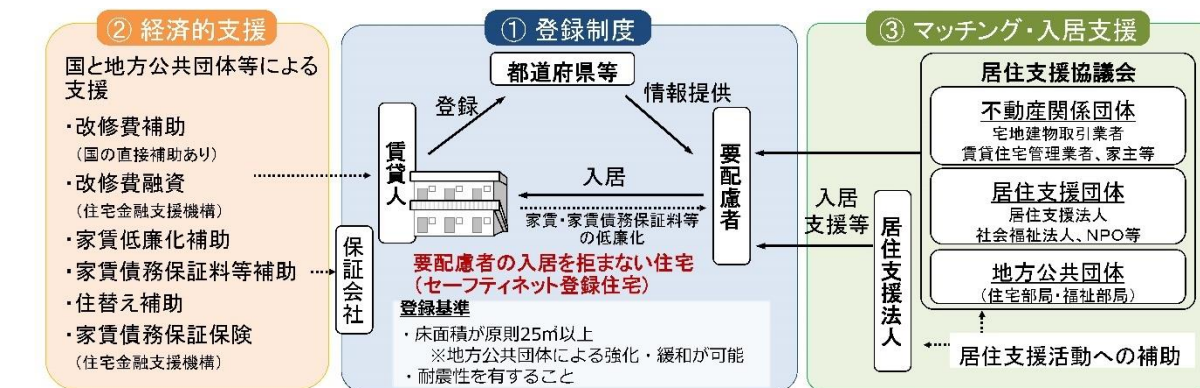 ② 経済的支援
国と地方公共団体等による
支援
・改修費補助
(国の直接補助あり)
・改修費融資
(住宅金融支援機構)
・家賃低廉化補助
・家賃債務保証料等補助
・住替え補助
・家賃債務保証保険
(住宅金融支援機構)
① 登録制度
都道府県等
登録
情報提供
賃貸人
要配慮者
入居
家賃・家賃債務保証料等
の低廉化
保証会社
要配慮者の入居を拒まない住宅
(セーフティネット登録住宅)
登録基準
・床面積が原則25㎡以上
※地方公共団体による強化・緩和が可能
・耐震性を有すること
③ マッチング・入居支援
居住支援協議会
不動産関係団体
宅地建物取引業者
賃貸住宅管理業者、家主等
居住支援団体
居住支援法人
社会福祉法人、NPO等
地方公共団体
(住宅部局・福祉部局)
入居
支援等
居住支援法人
居住支援活動への補助